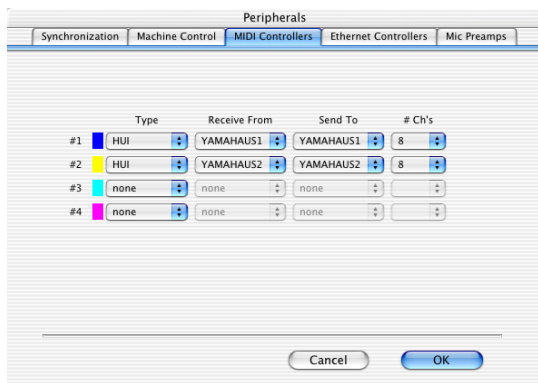 Peripherals
Synchronization Machine Control MIDI Controllers Ethernet Controllers Mic Preamps
Type Receive From Send To # Ch's
#1 HUI YAMAHAUS1 YAMAHAUS1 8
#2 HUI YAMAHAUS2 YAMAHAUS2 8
#3 none none none
#4 none none none
Cancel OK